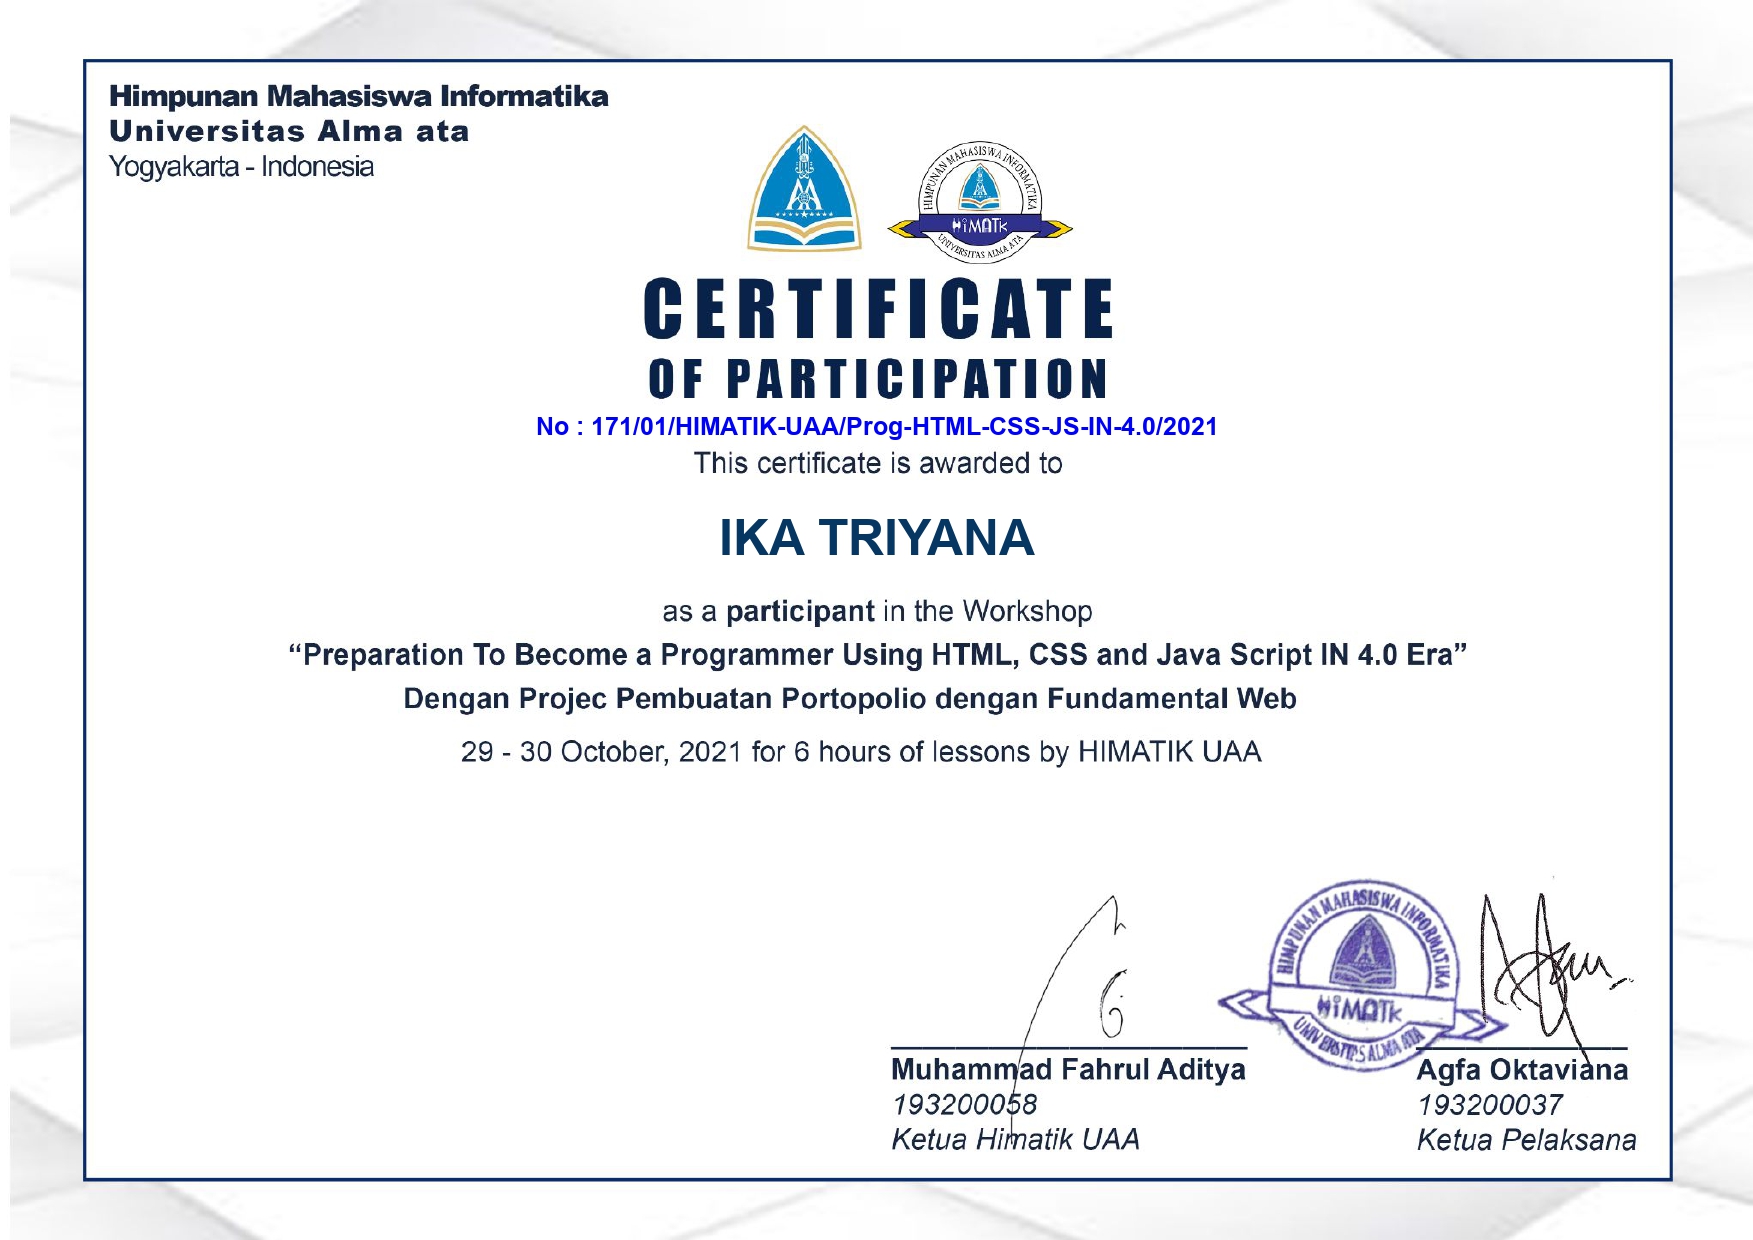 Himpunan Mahasiswa Informatika
Universitas Alma ata
Yogyakarta - Indonesia
HIMPUNAN MAHASISWA INFORMATIKA
HiMATIK
UNIVERSITAS ALMA ATA
CERTIFICATE
OF PARTICIPATION
No : 171/01/HIMATIK-UAA/Prog-HTML-CSS-JS-IN-4.0/2021
This certificate is awarded to
IKA TRIYANA
as a participant in the Workshop
“Preparation To Become a Programmer Using HTML, CSS and Java Script IN 4.0 Era”
Dengan Projec Pembuatan Portopolio dengan Fundamental Web
29 - 30 October, 2021 for 6 hours of lessons by HIMATIK UAA
HIMPUNAN MAHASISWA INFORMATIKA
HiMATIK
UNIVERSITAS ALMA ATA
Muhammad Fahrul Aditya
193200058
Ketua Himatik UAA
Agfa Oktaviana
193200037
Ketua Pelaksana